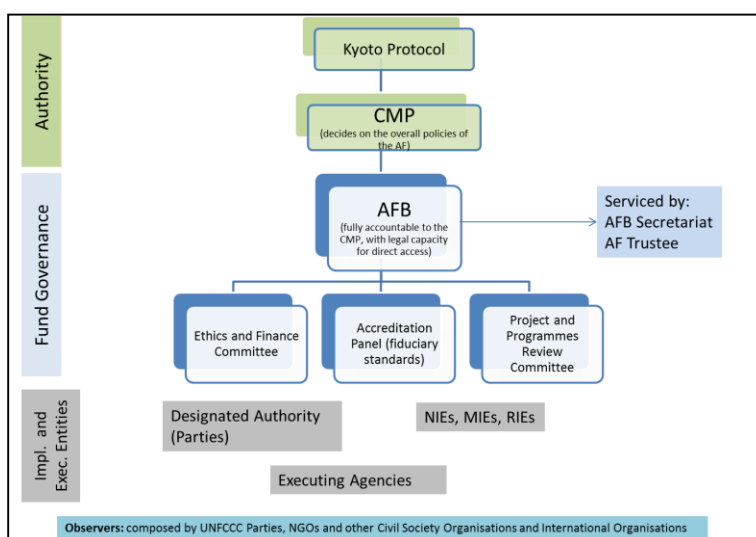 Authority
Kyoto Protocol
CMP
(decides on the overall policies of
the AF)
Fund Governance
AFB
(fully accountable to the
CMP, with legal capacity
for direct access)
Serviced by:
AFB Secretariat
AF Trustee
Ethics and Finance
Committee
Accreditation
Panel (fiduciary
standards)
Project and
Programmes
Review
Committee
Impl. and
Exec. Entities
Designated Authority
(Parties)
NIEs, MIEs, RIEs
Executing Agencies
Observers: composed by UNFCCC Parties, NGOs and other Civil Society Organisations and International Organisations